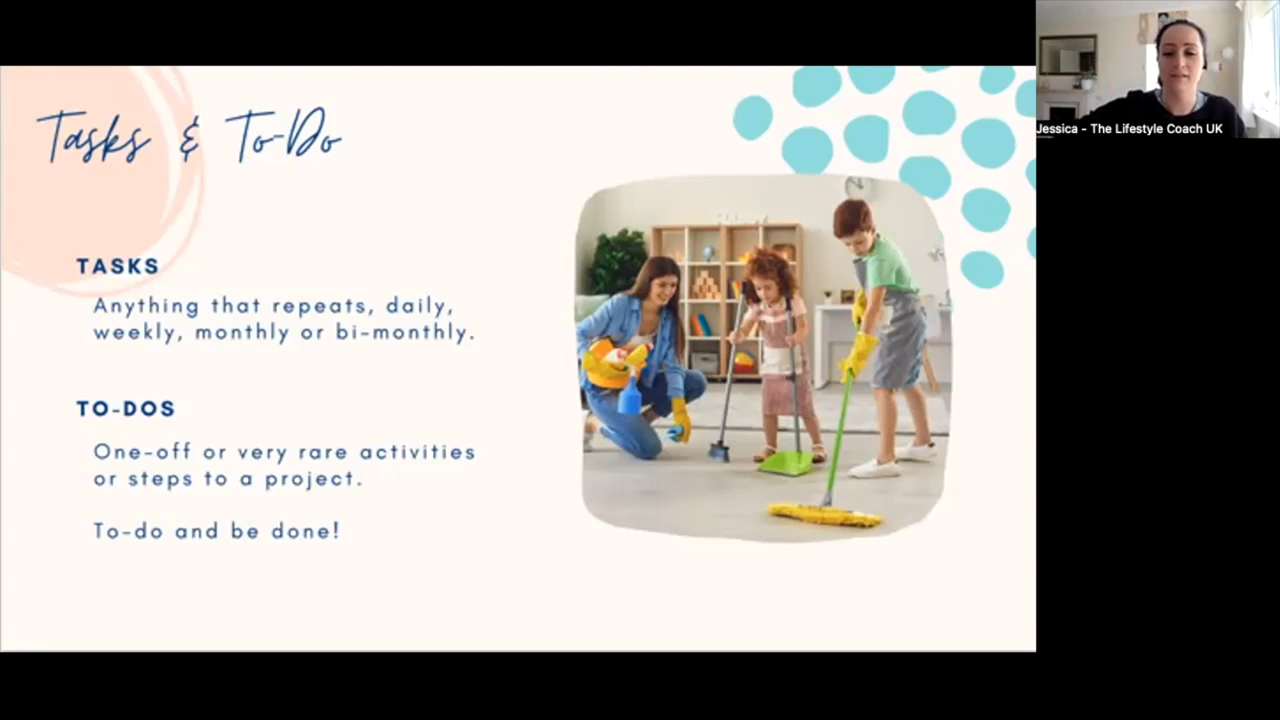 Tasks & To-Do
TASKS
Anything that repeats, daily,
weekly, monthly or bi-monthly.
TO-DOS
One-off or very rare activities
or steps to a project.
To-do and be done!
Jessica - The Lifestyle Coach UK